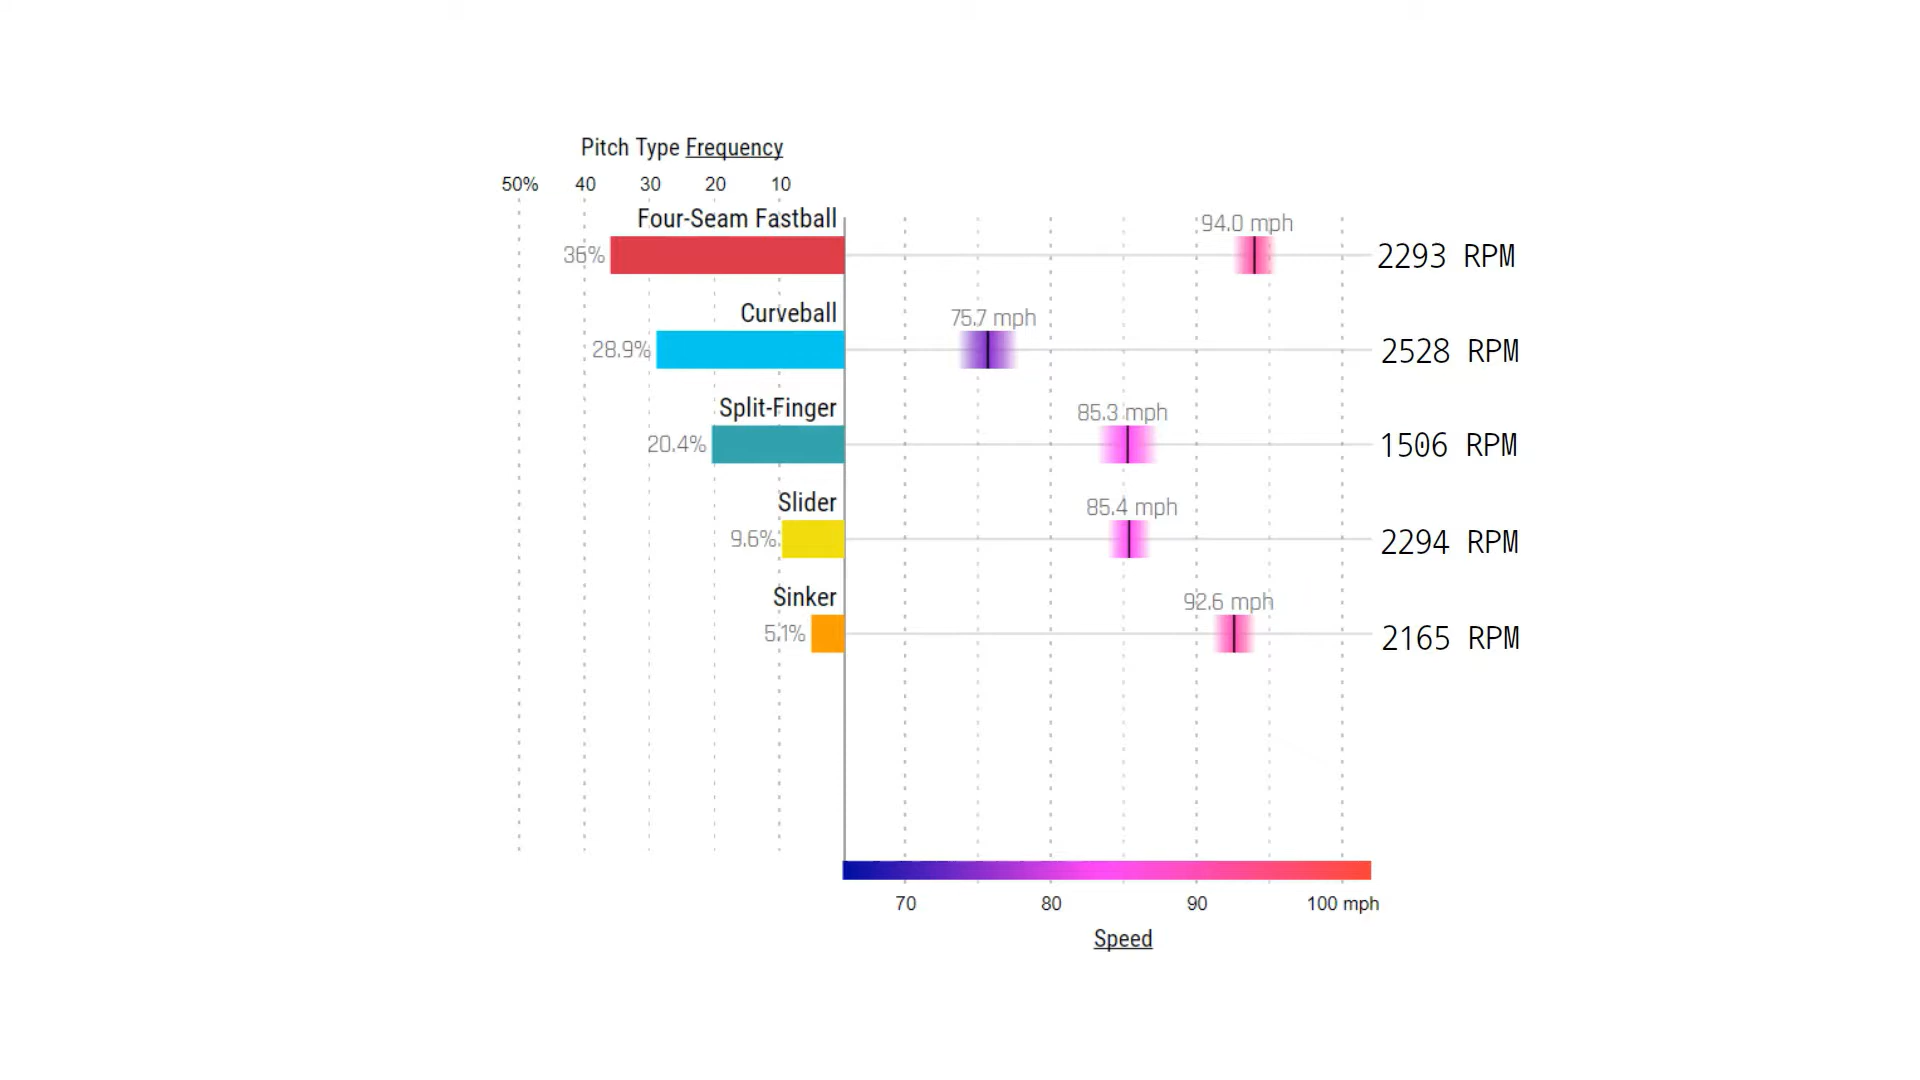 Pitch Type Frequency
50% 40 30 20 10
Four-Seam Fastball
94.0 mph
36%
2293 RPM
Curveball
75.7 mph
28.9%
2528 RPM
Split-Finger
85.3 mph
20.4%
1506 RPM
Slider
85.4 mph
9.6%
2294 RPM
Sinker
92.6 mph
5.1%
2165 RPM
70 80 90 100 mph
Speed